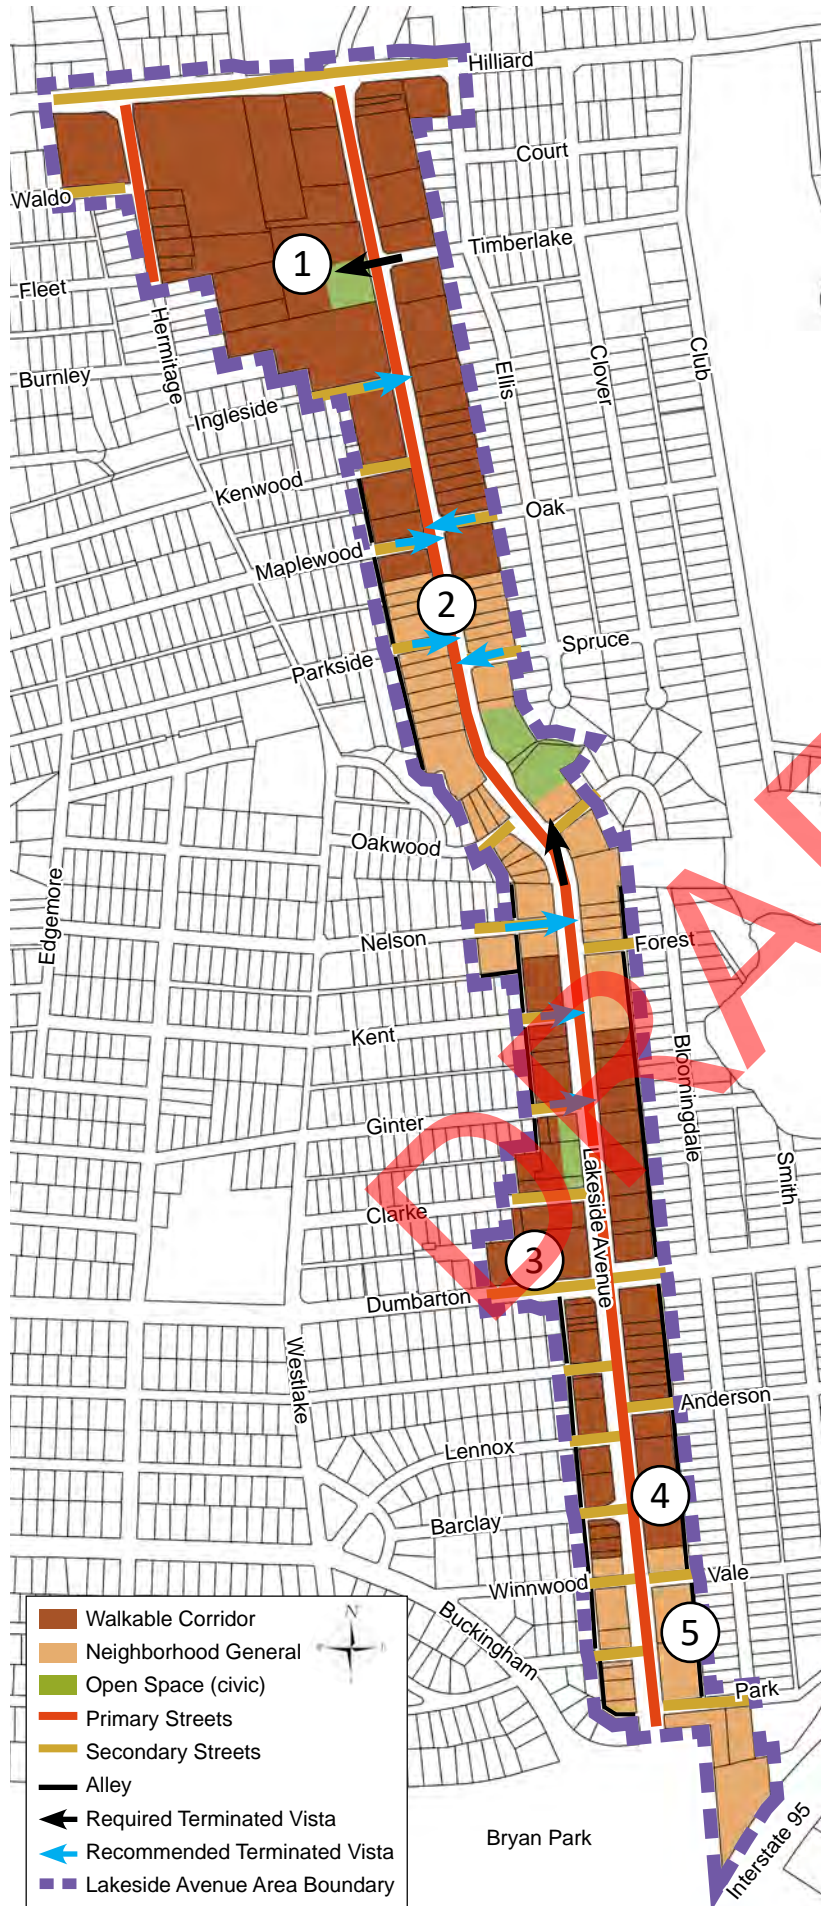 Hilliard
Court
Waldo
Timberlake
1
Fleet
Hermitage
Burnley
Ellis
Clover
Club
Ingleside
Kenwood
Oak
Maplewood
2
Spruce
Parkside
Oakwood
Edgemore
Nelson
Forest
Kent
Bloomingdale
Ginter
Smith
Clarke
Lakeside Avenue
3
Dumbarton
Westlake
Anderson
Lennox
4
Barclay
Winnwood
Vale
Buckingham
5
Park
Walkable Corridor
N
Neighborhood General
Open Space (civic)
Primary Streets
Secondary Streets
Alley
Required Terminated Vista
Recommended Terminated Vista
Lakeside Avenue Area Boundary
Bryan Park
Interstate 95